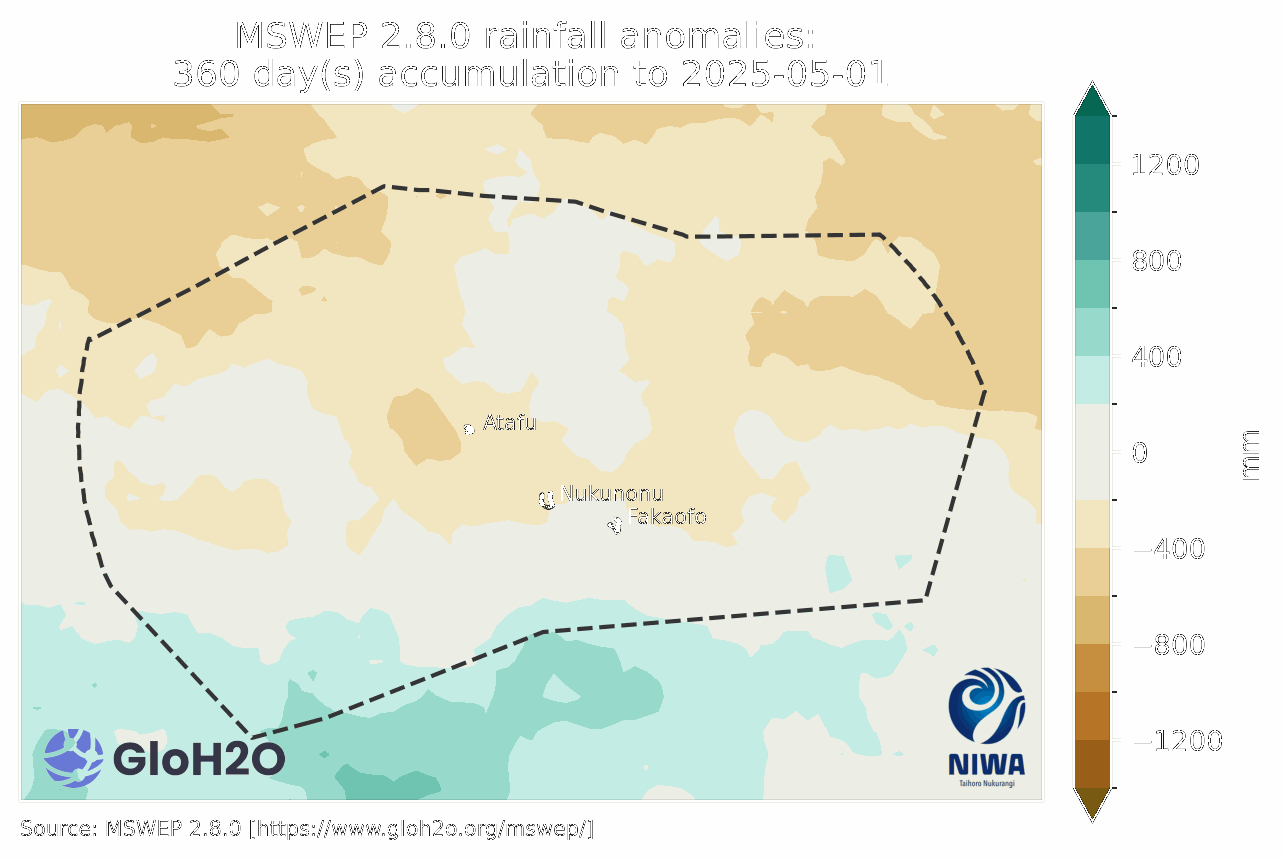 MSWEP 2.8.0 rainfall anomalies:
360 day(s) accumulation to 2025-05-01
1200
800
400
0
−400
−800
−1200
mm
Atafu
Nukunonu
Fakaofo
GloH2O
NIWA
Taihoro Nukurangi
Source: MSWEP 2.8.0 [https://www.gloh2o.org/mswep/]